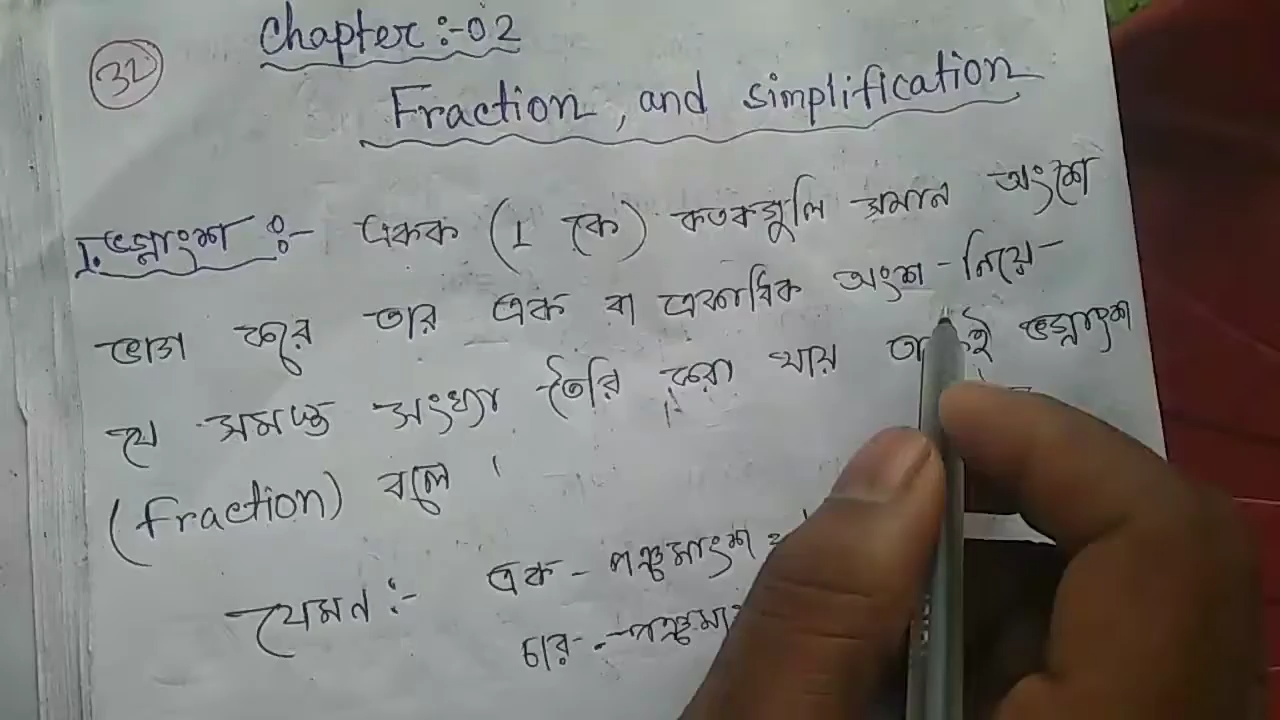 32
Chapter :- 02
Fraction, and simplification
1. ভগ্নাংশ :- একক (1 কে) কতকগুলি সমান অংশে
ভাগ করে তার এক বা একাধিক অংশ - নিয়ে -
যে সমস্ত সংখ্যা তৈরি করা যায় ভগ্নাংশ
(fraction) বলে ।
যেমন :- এক - পঞ্চমাংশ =
চার - পঞ্চমা